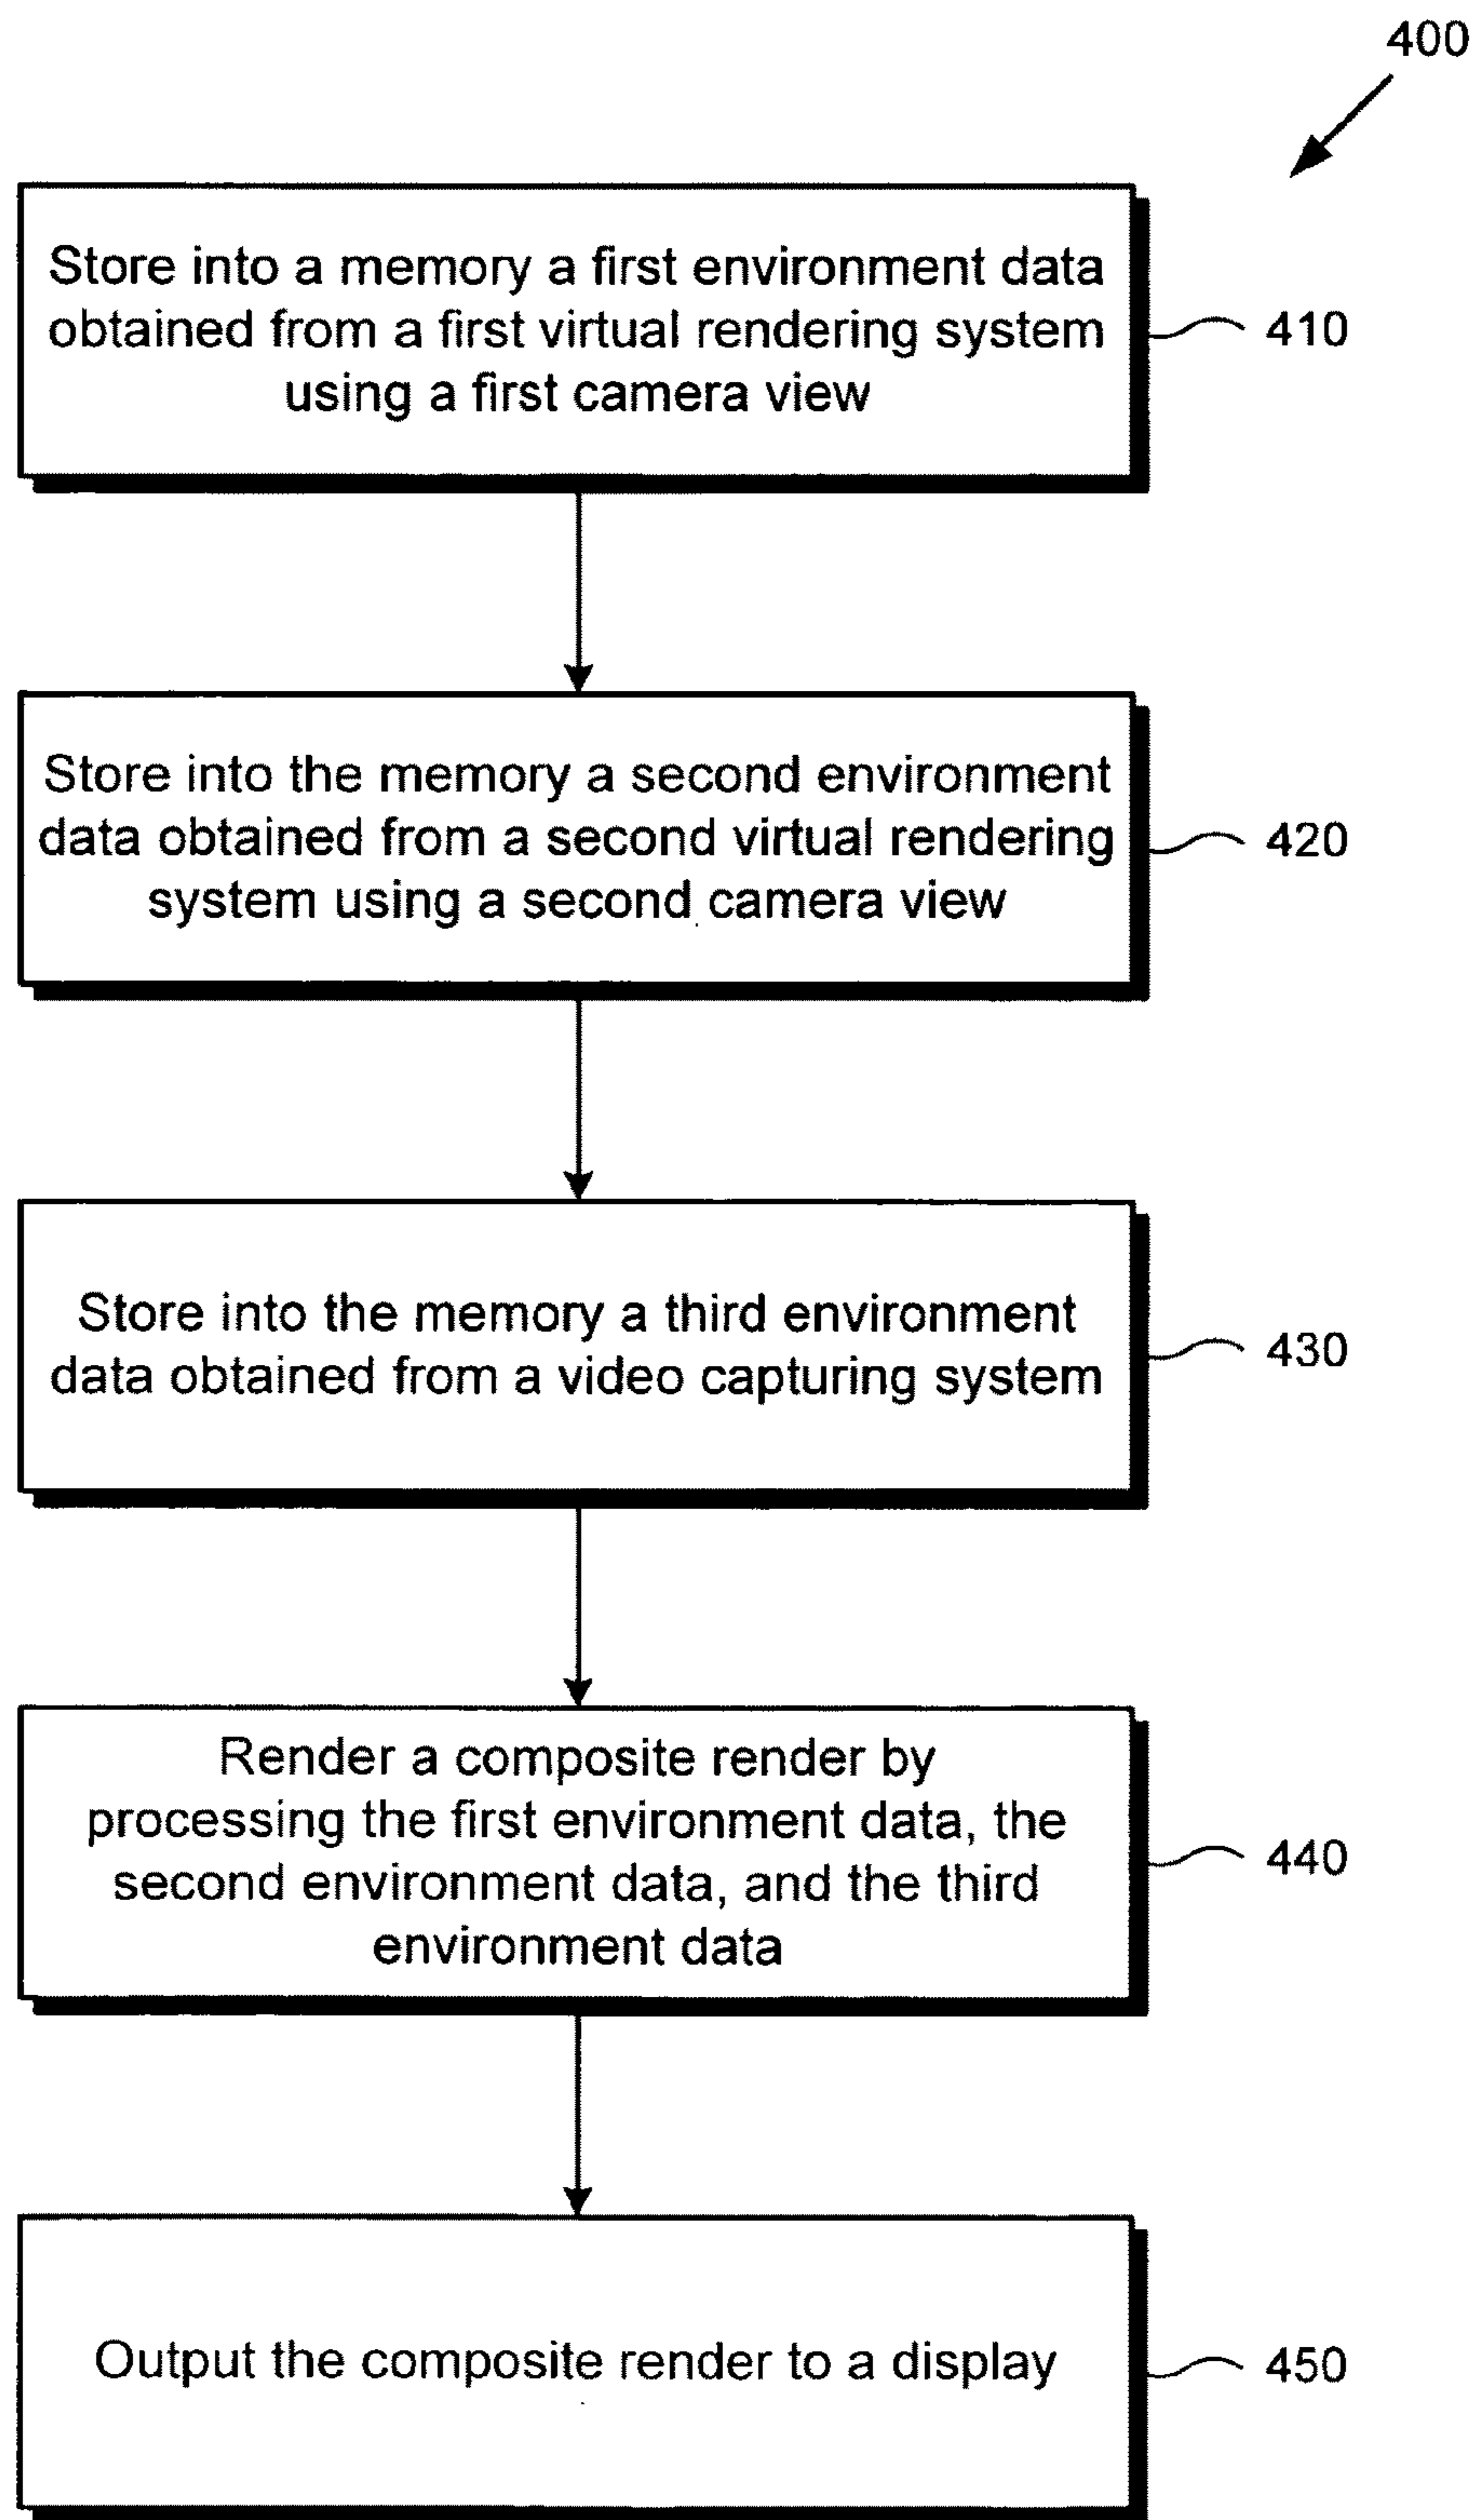 400
Store into a memory a first environment data
obtained from a first virtual rendering system
using a first camera view
410
Store into the memory a second environment
data obtained from a second virtual rendering
system using a second camera view
420
Store into the memory a third environment
data obtained from a video capturing system
430
Render a composite render by
processing the first environment data, the
second environment data, and the third
environment data
440
Output the composite render to a display
450